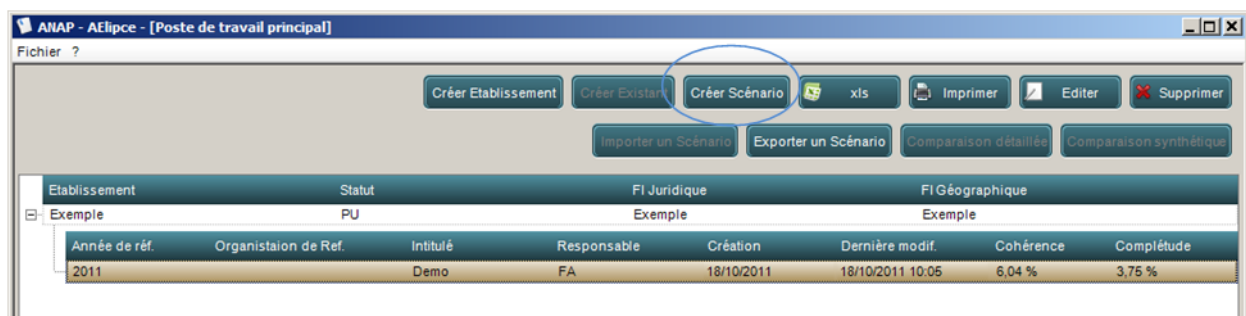 ANAP - AElipce - [Poste de travail principal]
Fichier ?
Créer Etablissement Créer Existant Créer Scénario xls Imprimer Editer Supprimer
Importer un Scénario Exporter un Scénario Comparaison détaillée Comparaison synthétique
Etablissement Statut FI Juridique FI Géographique
Exemple PU Exemple Exemple
Année de réf. Organistaion de Ref. Intitulé Responsable Création Dernière modif. Cohérence Complétude
2011 Demo FA 18/10/2011 18/10/2011 10:05 6,04 % 3,75 %